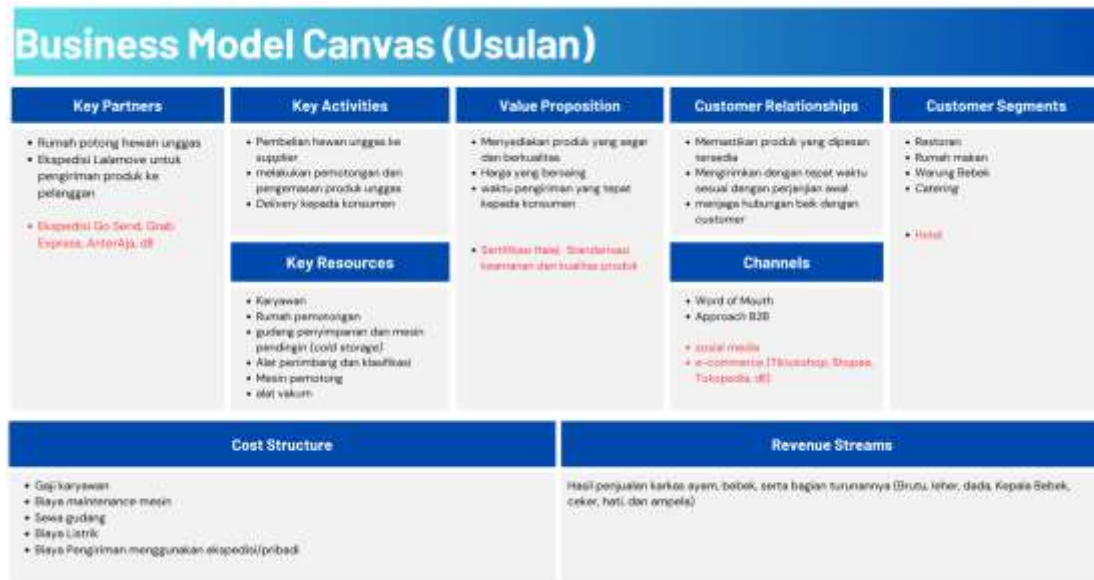 Business Model Canvas (Usulan)
Key Partners
• Rumah potong hewan unggas
• Ekspedisi Lalamove untuk
pengiriman produk ke
pelanggan
• Ekspedisi Go Send, Grab
Express, AnterAja, dll
Key Activities
• Pembelian hewan unggas ke
supplier
• melakukan pemotongan dan
pengemasan produk unggas
• Delivery kepada konsumen
Key Resources
• Karyawan
• Rumah pemotongan
• gudang penyimpanan dan mesin
pendingin (cold storage)
• Alat penimbang dan klasifikasi
• Mesin pemotong
• alat vakum
Value Proposition
• Menyediakan produk yang segar
dan berkualitas
• Harga yang bersaing
• waktu pengiriman yang tepat
kepada konsumen
• Sertifikasi Halal, Standarisasi
keamanan dan kualitas produk
Customer Relationships
• Memastikan produk yang dipesan
tersedia
• Mengirimkan dengan tepat waktu
sesuai dengan perjanjian awal
• menjaga hubungan baik dengan
customer
Channels
• Word of Mouth
• Approach B2B
• sosial media
• e-commerce (Tiktokshop, Shopee,
Tokopedia, dll)
Customer Segments
• Restoran
• Rumah makan
• Warung Bebek
• Catering
• Hotel
Cost Structure
• Gaji karyawan
• Biaya maintenance mesin
• Sewa gudang
• Biaya Listrik
• Biaya Pengiriman menggunakan ekspedisi/pribadi
Revenue Streams
Hasil penjualan karkas ayam, bebek, serta bagian turunannya (Brutu, leher, dada, Kepala Bebek,
ceker, hati, dan ampela)